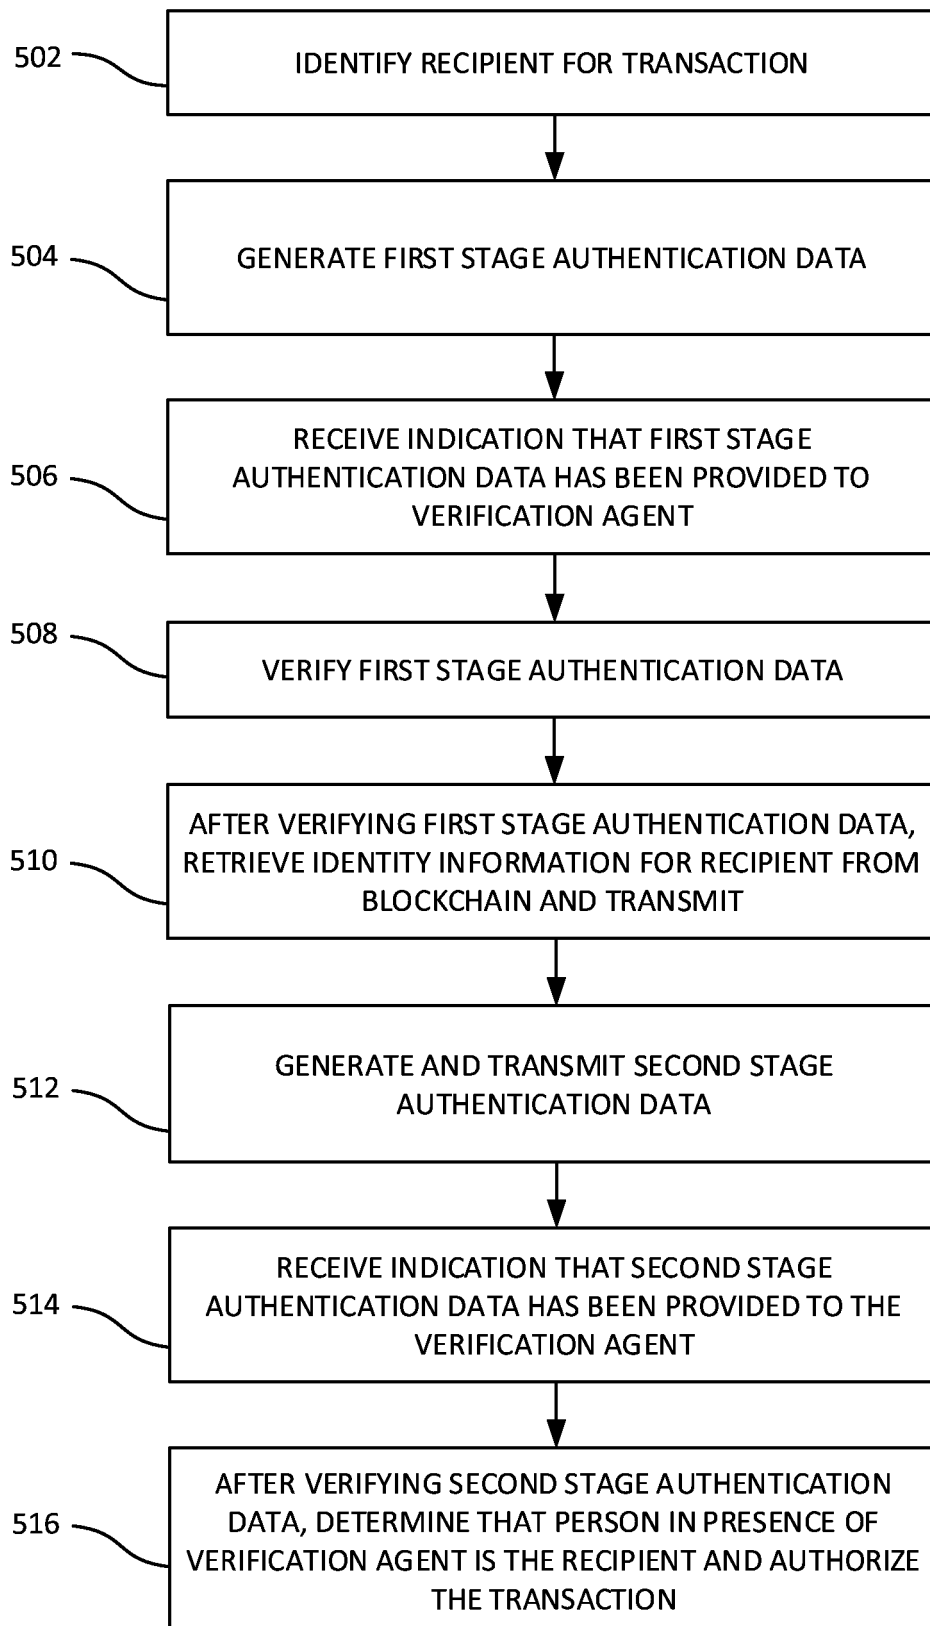 502
IDENTIFY RECIPIENT FOR TRANSACTION
504
GENERATE FIRST STAGE AUTHENTICATION DATA
506
RECEIVE INDICATION THAT FIRST STAGE
AUTHENTICATION DATA HAS BEEN PROVIDED TO
VERIFICATION AGENT
508
VERIFY FIRST STAGE AUTHENTICATION DATA
510
AFTER VERIFYING FIRST STAGE AUTHENTICATION DATA,
RETRIEVE IDENTITY INFORMATION FOR RECIPIENT FROM
BLOCKCHAIN AND TRANSMIT
512
GENERATE AND TRANSMIT SECOND STAGE
AUTHENTICATION DATA
514
RECEIVE INDICATION THAT SECOND STAGE
AUTHENTICATION DATA HAS BEEN PROVIDED TO THE
VERIFICATION AGENT
516
AFTER VERIFYING SECOND STAGE AUTHENTICATION
DATA, DETERMINE THAT PERSON IN PRESENCE OF
VERIFICATION AGENT IS THE RECIPIENT AND AUTHORIZE
THE TRANSACTION